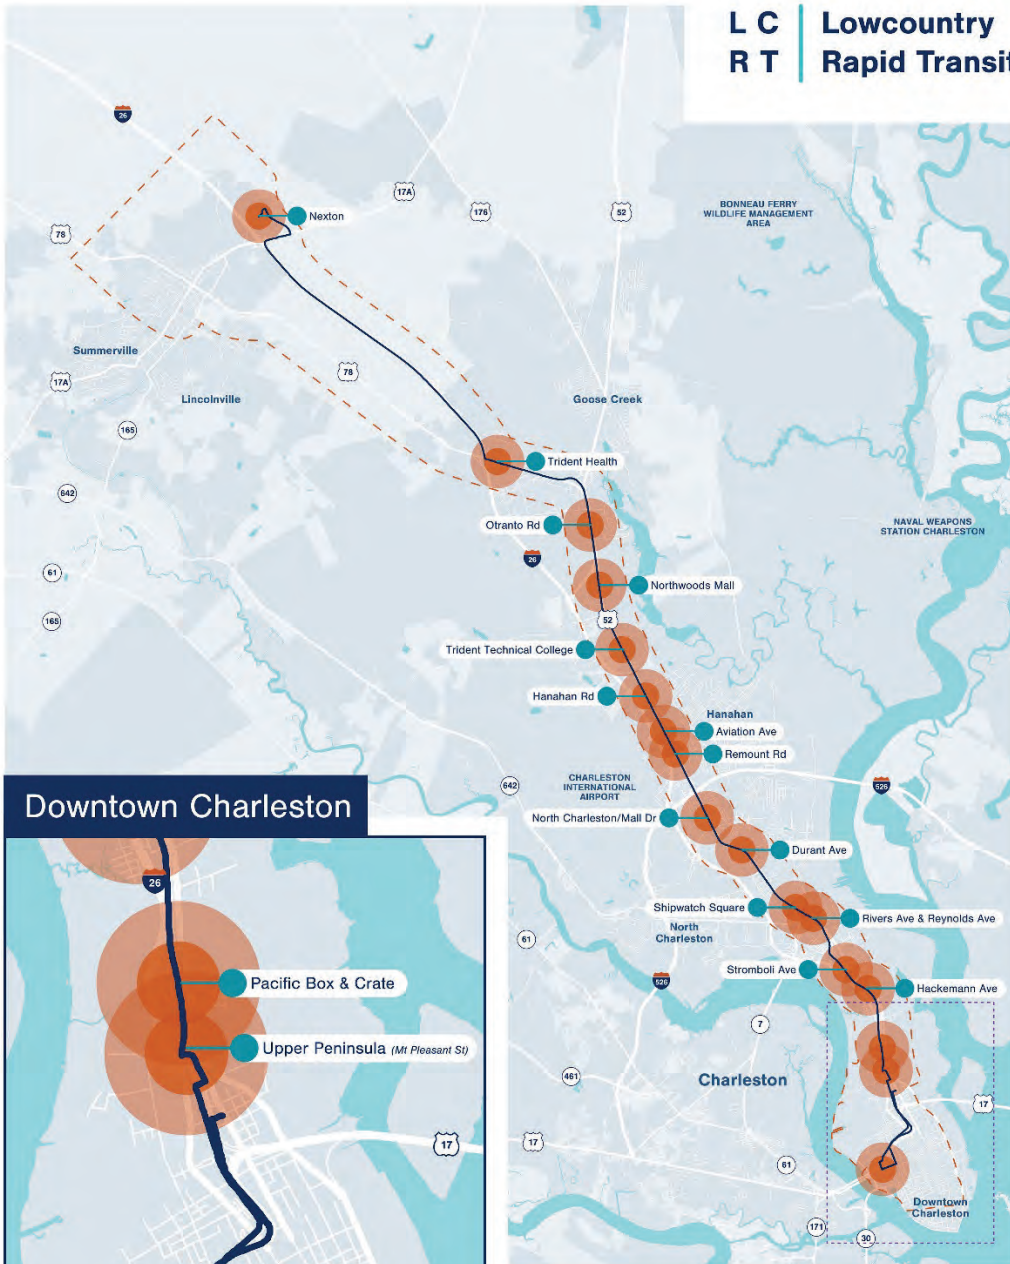 L C
R T
Lowcountry
Rapid Transit
26
17A
176
52
BONNEAU FERRY
WILDLIFE MANAGEMENT
AREA
Nexton
78
Summerville
78
17A
Lincolnville
Goose Creek
165
Trident Health
642
Otranto Rd
NAVAL WEAPONS
STATION CHARLESTON
26
61
Northwoods Mall
165
52
Trident Technical College
Hanahan Rd
Hanahan
Aviation Ave
Remount Rd
CHARLESTON
INTERNATIONAL
AIRPORT
642
526
North Charleston/Mall Dr
Durant Ave
Shipwatch Square
Rivers Ave & Reynolds Ave
North
Charleston
61
Stromboli Ave
526
Hackemann Ave
7
461
Charleston
17
17
61
Downtown
Charleston
171
30
Downtown Charleston
26
Pacific Box & Crate
Upper Peninsula (Mt Pleasant St)
17